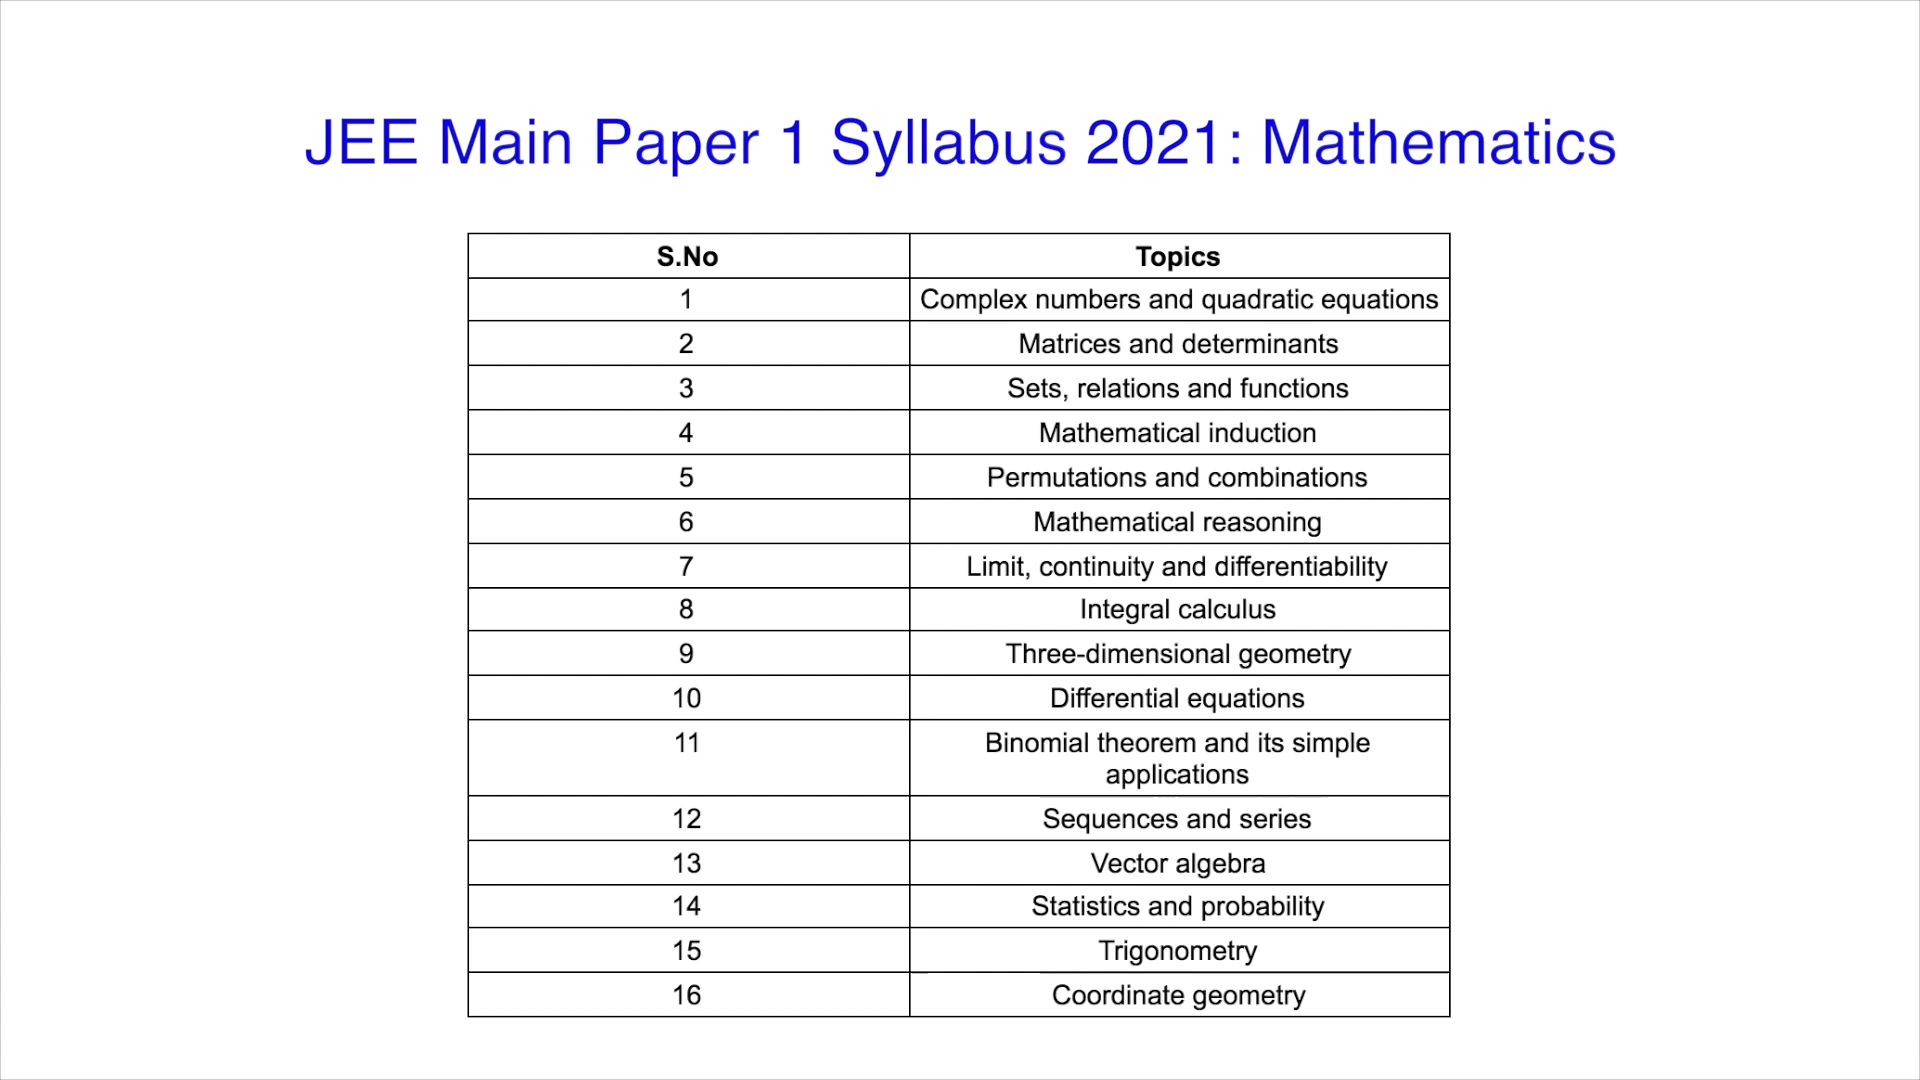 JEE Main Paper 1 Syllabus 2021: Mathematics
S.No Topics
1 Complex numbers and quadratic equations
2 Matrices and determinants
3 Sets, relations and functions
4 Mathematical induction
5 Permutations and combinations
6 Mathematical reasoning
7 Limit, continuity and differentiability
8 Integral calculus
9 Three-dimensional geometry
10 Differential equations
11 Binomial theorem and its simple
applications
12 Sequences and series
13 Vector algebra
14 Statistics and probability
15 Trigonometry
16 Coordinate geometry